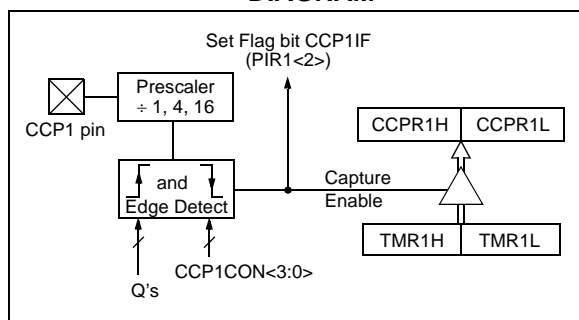 DIAGRAM
Set Flag bit CCP1IF
(PIR1<2>)
Prescaler
÷ 1, 4, 16
CCP1 pin
CCPR1H CCPR1L
and
Edge Detect
Capture
Enable
TMR1H TMR1L
CCP1CON<3:0>
Q's